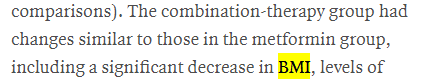 comparisons). The combination-therapy group had
changes similar to those in the metformin group,
including a significant decrease in BMI, levels of